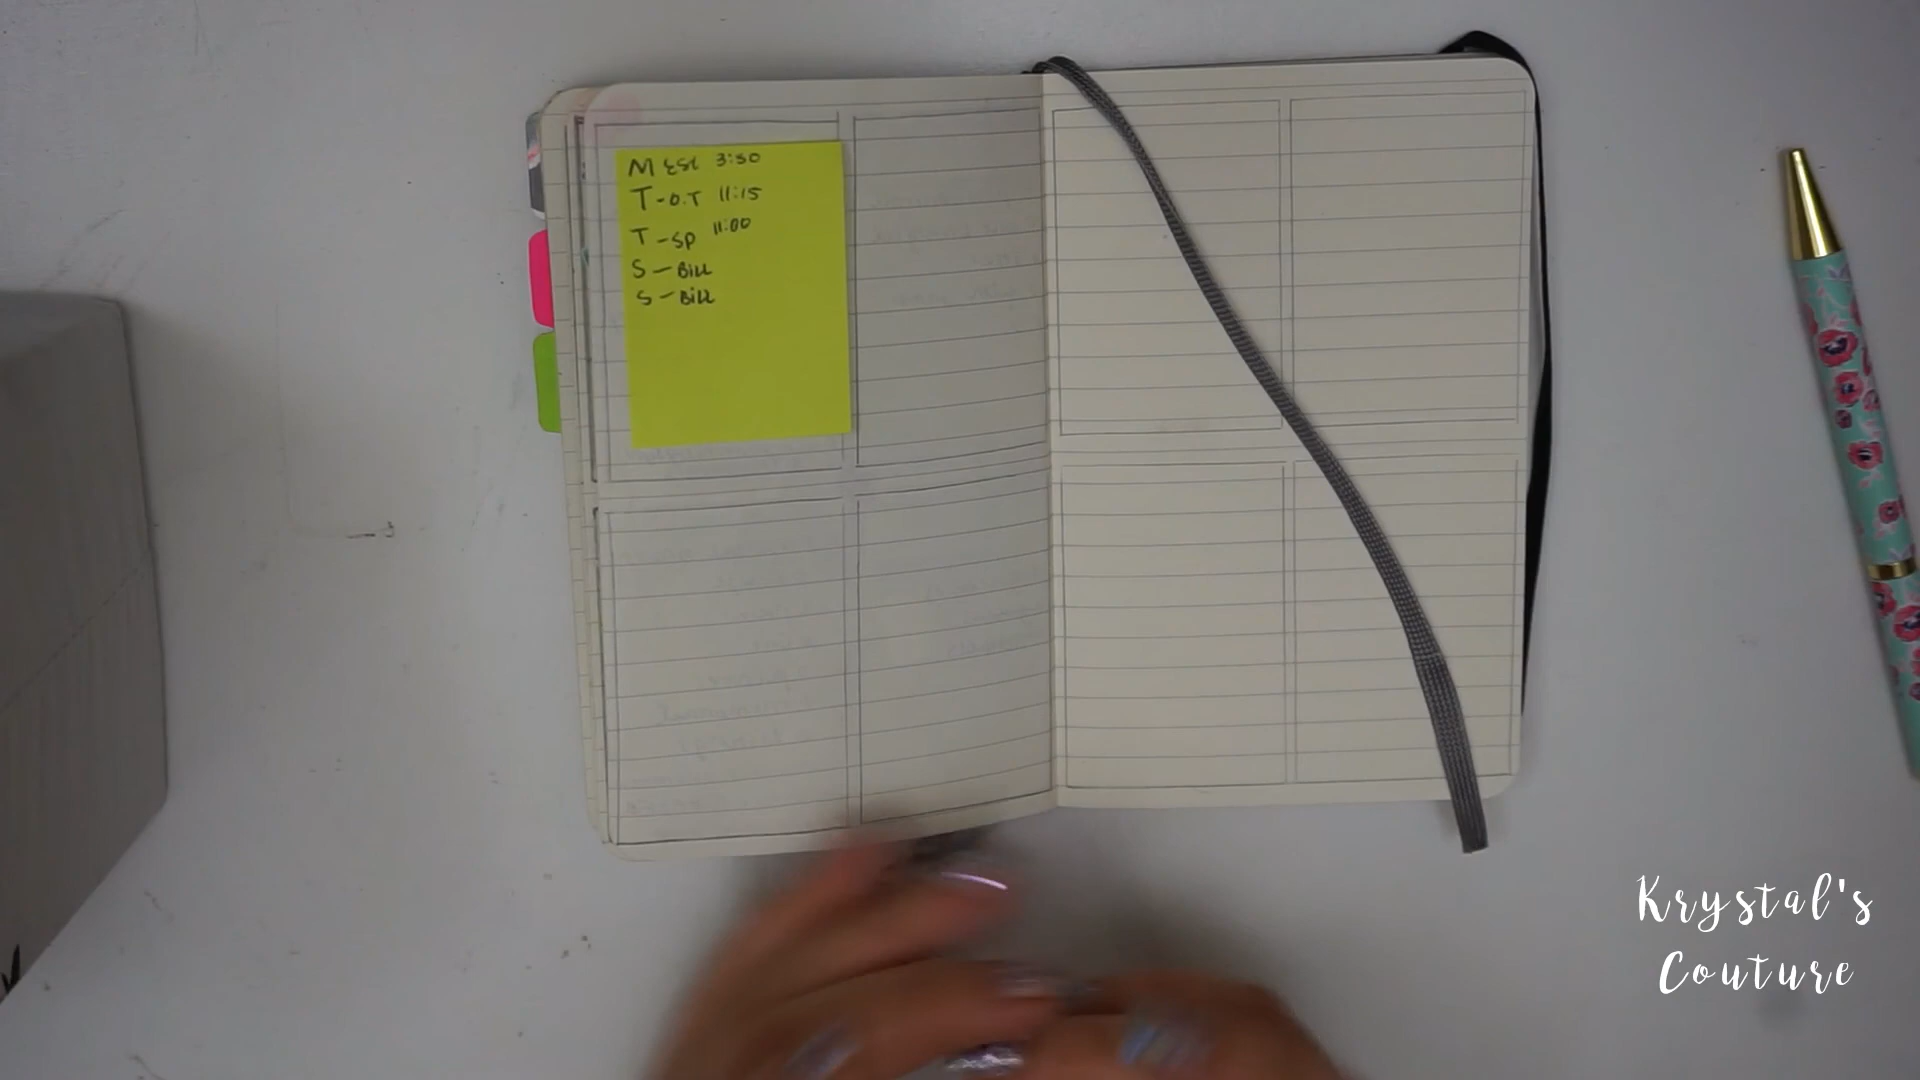 M ESL 3:30
T - O.T 11:15
T - SP 11:00
S - Bill
S - Bill
Krystal's
Couture